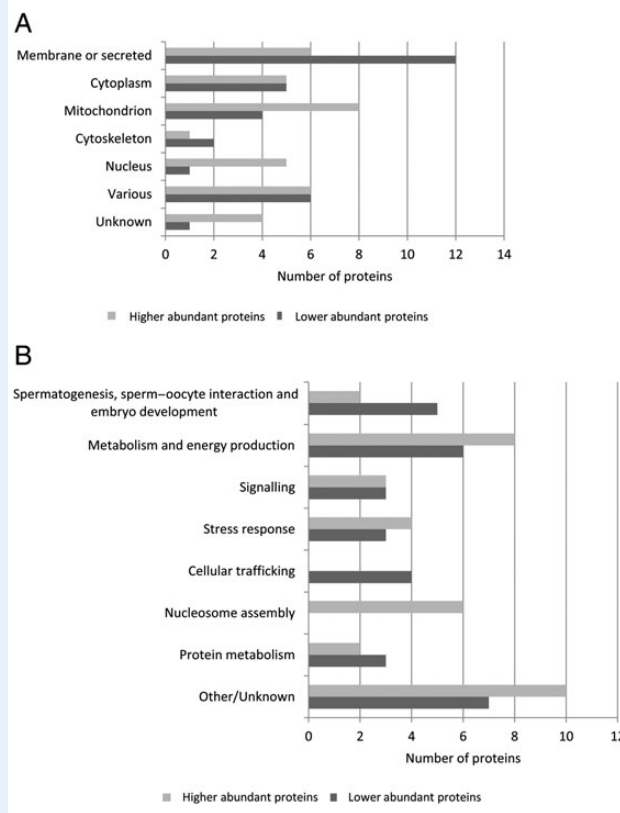 A
Membrane or secreted
Cytoplasm
Mitochondrion
Cytoskeleton
Nucleus
Various
Unknown
0 2 4 6 8 10 12 14
Number of proteins
Higher abundant proteins Lower abundant proteins
B
Spermatogenesis, sperm–oocyte interaction and
embryo development
Metabolism and energy production
Signalling
Stress response
Cellular trafficking
Nucleosome assembly
Protein metabolism
Other/Unknown
0 2 4 6 8 10 12
Number of proteins
Higher abundant proteins Lower abundant proteins